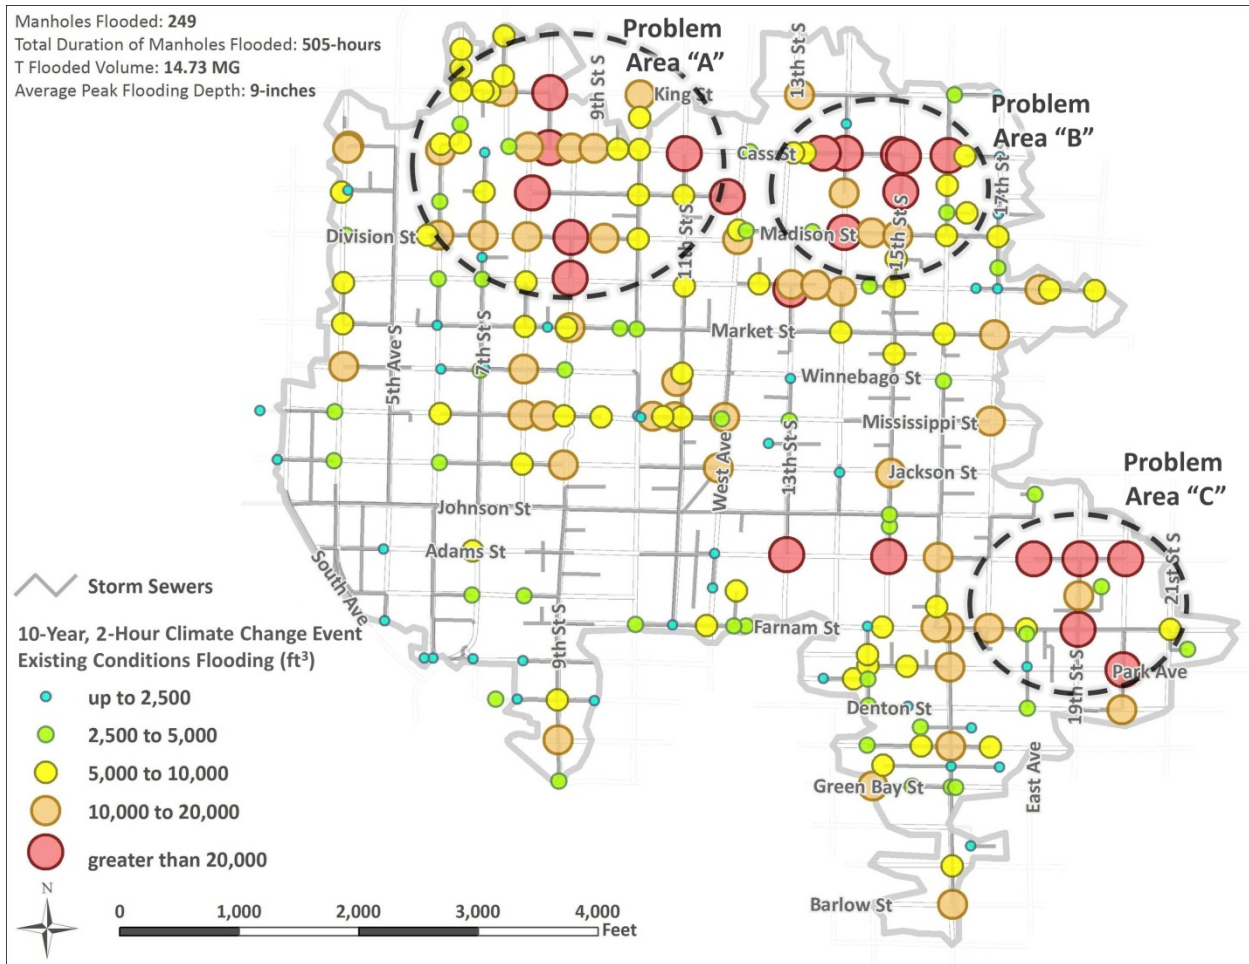 Manholes Flooded: 249
Total Duration of Manholes Flooded: 505-hours
T Flooded Volume: 14.73 MG
Average Peak Flooding Depth: 9-inches
Problem
Area “A”
9th St S
King St
13th St S
Problem
Area “B”
Cass St
17th St S
Division St
11th St S
Madison St
15th St S
5th Ave S
7th St S
Market St
Winnebago St
Mississippi St
West Ave
13th St S
Jackson St
Problem
Area “C”
Johnson St
Adams St
South Ave
21st St S
Storm Sewers
9th St S
Farnam St
Park Ave
19th St S
10-Year, 2-Hour Climate Change Event
Existing Conditions Flooding (ft³)
up to 2,500
Denton St
2,500 to 5,000
5,000 to 10,000
East Ave
Green Bay St
10,000 to 20,000
greater than 20,000
N
Barlow St
0 1,000 2,000 3,000 4,000
Feet